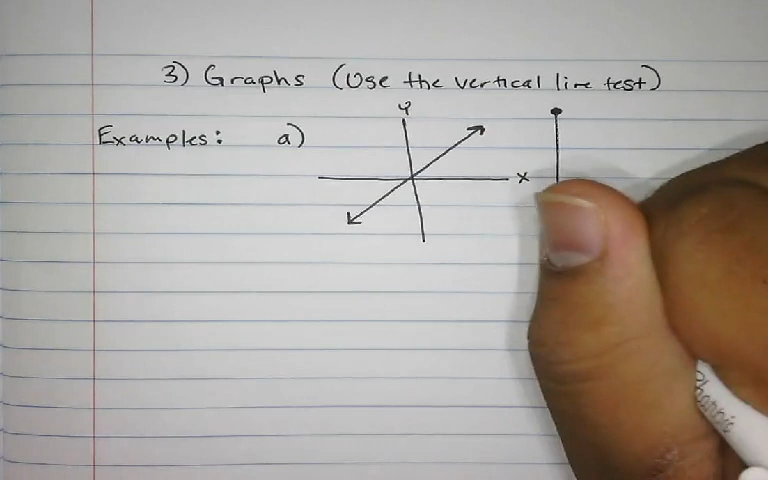 3) Graphs (Use the vertical line test)
y
Examples: a)
x